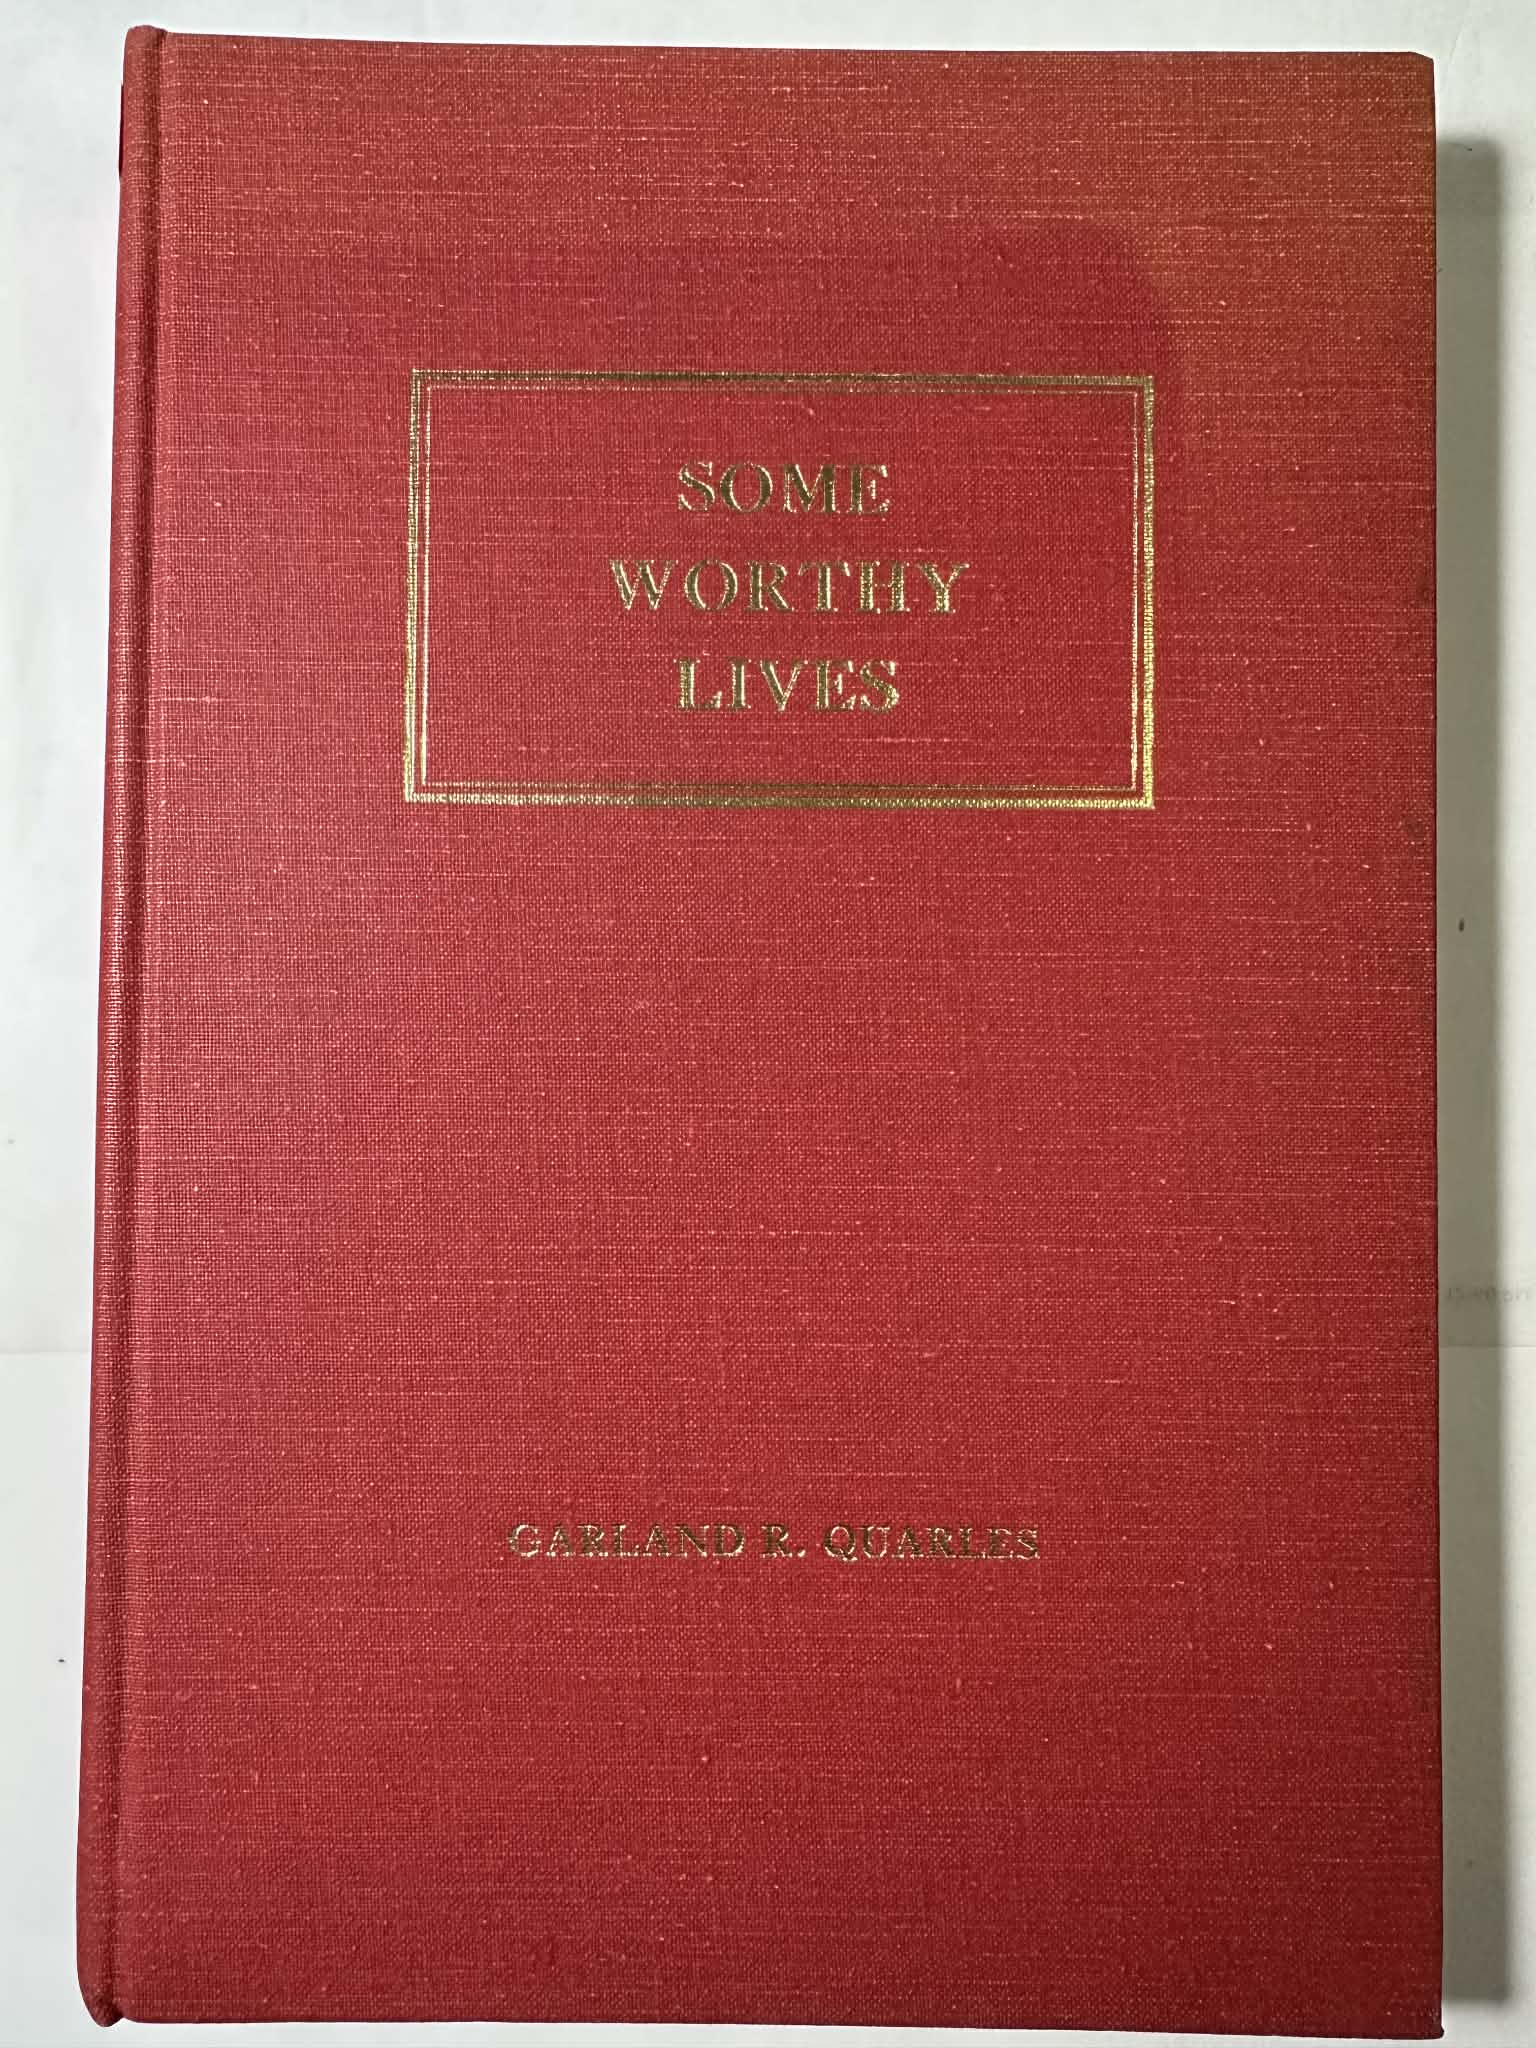 SOME
WORTHY
LIVES
GARLAND R. QUARLES